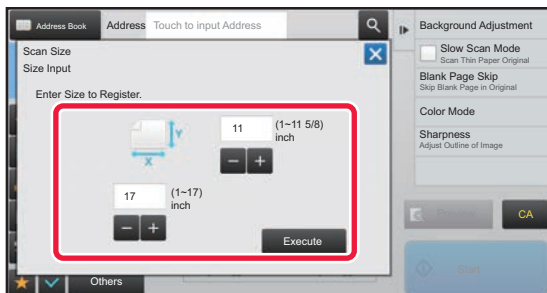 Address Book
Address
Touch to input Address
Background Adjustment
Scan Size
Size Input
Slow Scan Mode
Scan Thin Paper Original
Enter Size to Register.
Blank Page Skip
Skip Blank Page in Original
Y
X
11
(1~11 5/8)
inch
Color Mode
Sharpness
Adjust Outline of Image
17
(1~17)
inch
Execute
CA
Start
Others